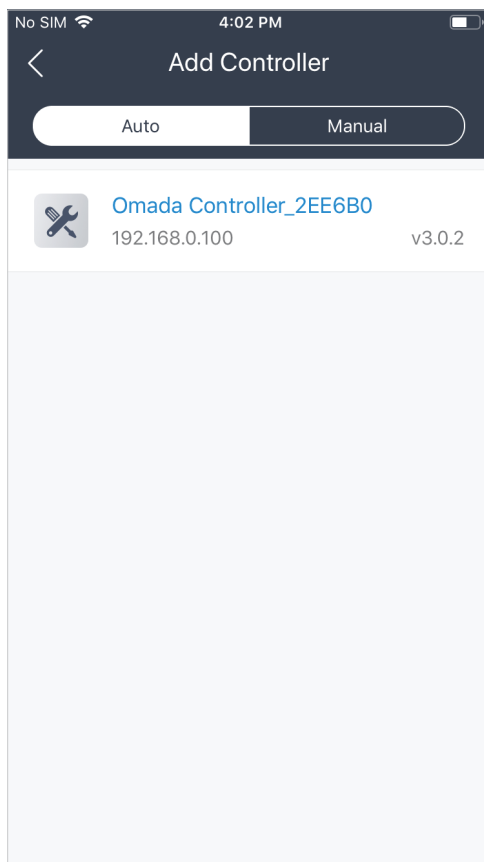 No SIM 4:02 PM
Add Controller
Auto Manual
Omada Controller_2EE6B0
192.168.0.100 v3.0.2